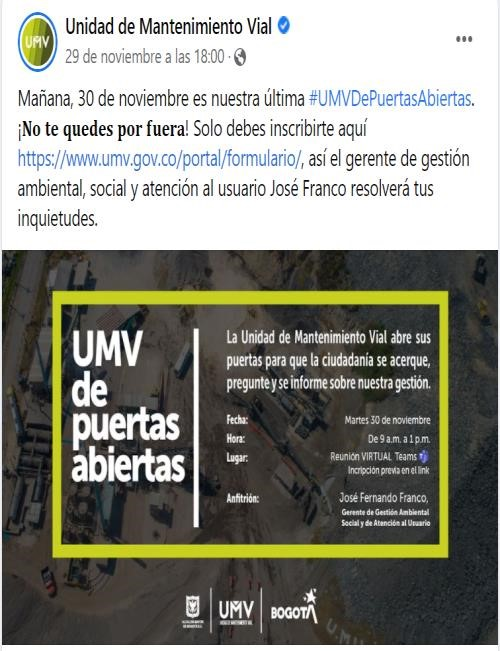 UMV
Unidad de Mantenimiento Vial
29 de noviembre a las 18:00 ·
Mañana, 30 de noviembre es nuestra última #UMVDePuertasAbiertas.
¡No te quedes por fuera! Solo debes inscribirte aquí
https://www.umv.gov.co/portal/formulario/, así el gerente de gestión
ambiental, social y atención al usuario José Franco resolverá tus
inquietudes.
UMV
de
puertas
abiertas
La Unidad de Mantenimiento Vial abre sus
puertas para que la ciudadanía se acerque,
pregunte y se informe sobre nuestra gestión.
Fecha: Martes 30 de noviembre
Hora: De 9 a.m. a 1 p.m.
Lugar: Reunión VIRTUAL Teams
Incripción previa en el link
Anfitrión: José Fernando Franco,
Gerente de Gestión Ambiental
Social y de Atención al Usuario
UMV
BOGOTÁ